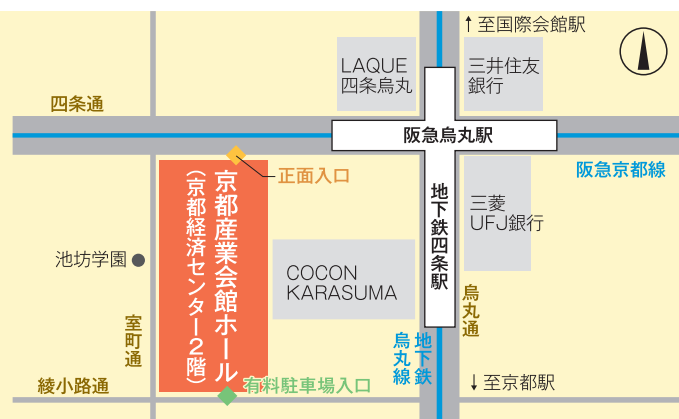 ↑至国際会館駅
LAQUE
四条烏丸
三井住友
銀行
四条通
阪急烏丸駅
阪急京都線
正面入口
京都産業会館ホール
（京都経済センター2階）
地下鉄四条駅
三菱
UFJ銀行
池坊学園
COCON
KARASUMA
烏丸通
室町通
地下鉄
烏丸線
有料駐車場入口
綾小路通
↓至京都駅